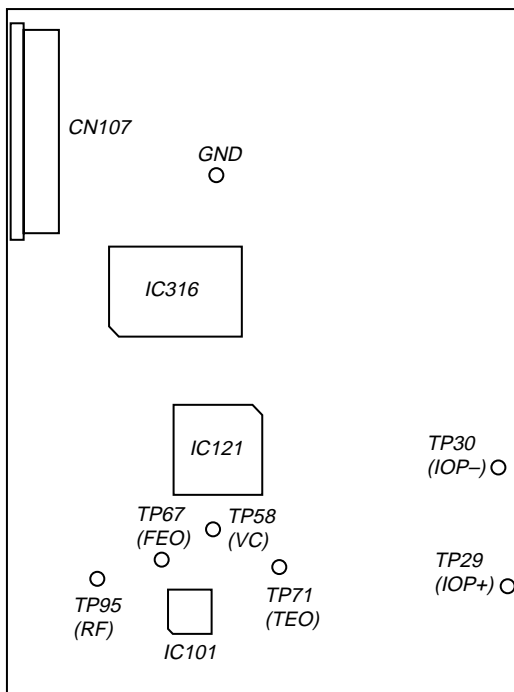 CN107
GND
IC316
IC121
TP30
(IOP–)
TP67
(FEO)
TP58
(VC)
TP29
(IOP+)
TP95
(RF)
TP71
(TEO)
IC101